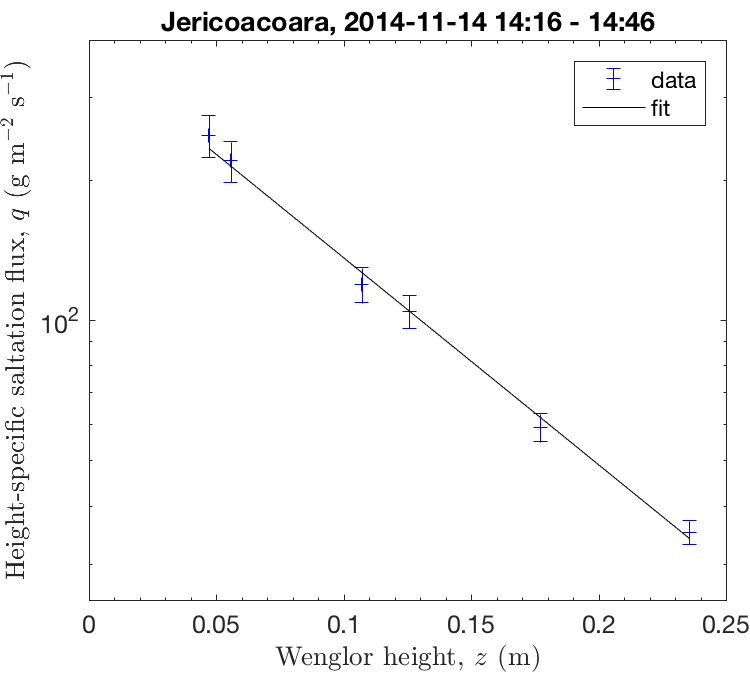 Jericoacoara, 2014-11-14 14:16 - 14:46
data
fit
Height-specific saltation flux, q (g m⁻² s⁻¹)
10²
0 0.05 0.1 0.15 0.2 0.25
Wenglor height, z (m)